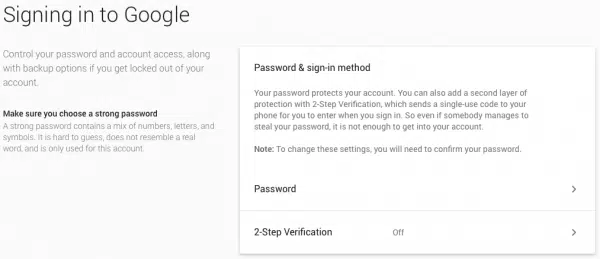 Signing in to Google
Control your password and account access, along
with backup options if you get locked out of your
account.
Make sure you choose a strong password
A strong password contains a mix of numbers, letters, and
symbols. It is hard to guess, does not resemble a real
word, and is only used for this account.
Password & sign-in method
Your password protects your account. You can also add a second layer of
protection with 2-Step Verification, which sends a single-use code to your
phone for you to enter when you sign in. So even if somebody manages to
steal your password, it is not enough to get into your account.
Note: To change these settings, you will need to confirm your password.
Password
2-Step Verification Off